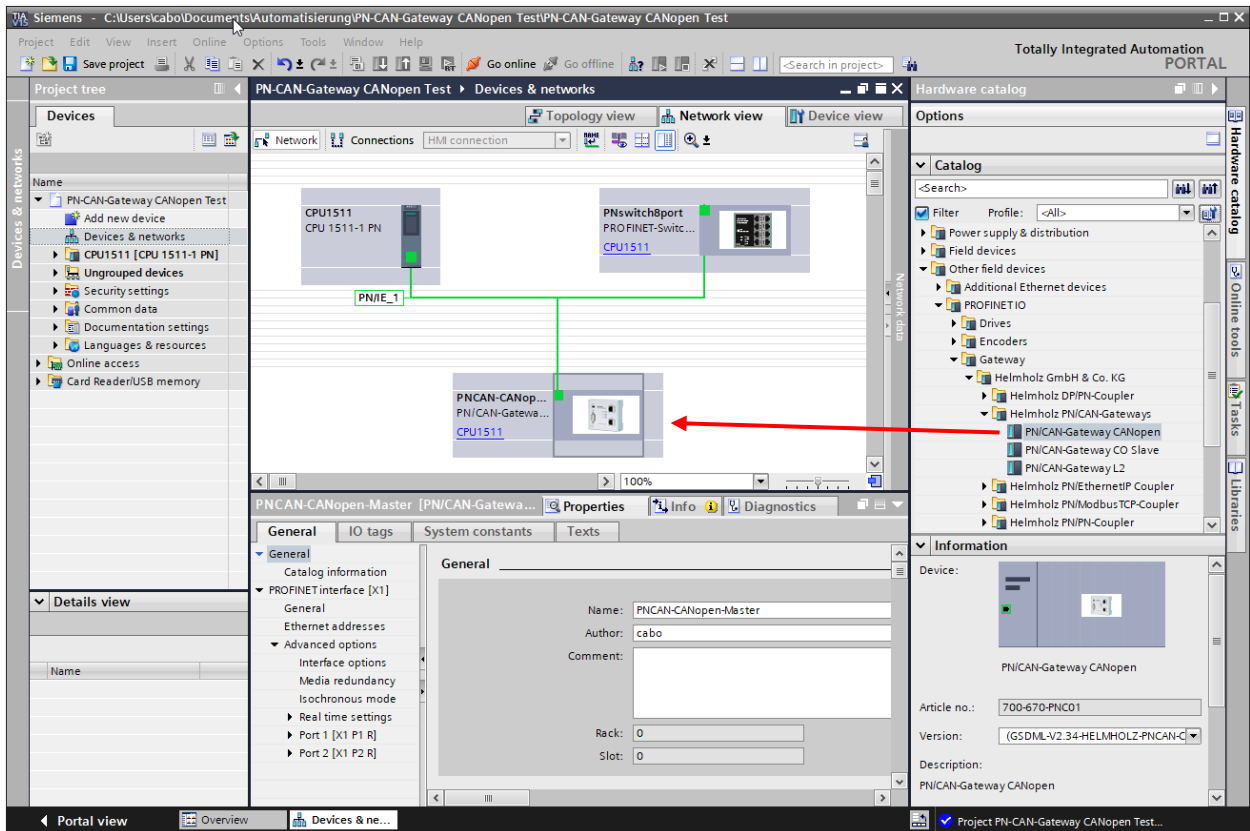 Siemens - C:\Users\cabo\Documents\Automatisierung\PN-CAN-Gateway CANopen Test\PN-CAN-Gateway CANopen Test
Project Edit View Insert Online Options Tools Window Help
Totally Integrated Automation
PORTAL
Save project Go online Go offline <Search in project>
Project tree
Devices
Devices & networks
Name
PN-CAN-Gateway CANopen Test
Add new device
Devices & networks
CPU1511 [CPU 1511-1 PN]
Ungrouped devices
Security settings
Common data
Documentation settings
Languages & resources
Online access
Card Reader/USB memory
Details view
Name
PN-CAN-Gateway CANopen Test Devices & networks
Topology view Network view Device view
Network Connections HMI connection
CPU1511
CPU 1511-1 PN
PNswitch8port
PROFINET-Switc...
CPU1511
PN/IE_1
PNCAN-CANop...
PN/CAN-Gatewa...
CPU1511
100%
Network data
PNCAN-CANopen-Master [PN/CAN-Gatewa... Properties Info Diagnostics
General IO tags System constants Texts
General
Catalog information
PROFINET interface [X1]
General
Ethernet addresses
Advanced options
Interface options
Media redundancy
Isochronous mode
Real time settings
Port 1 [X1 P1 R]
Port 2 [X1 P2 R]
General
Name: PNCAN-CANopen-Master
Author: cabo
Comment:
Rack: 0
Slot: 0
Hardware catalog
Options
Catalog
<Search>
Filter Profile: <All>
Power supply & distribution
Field devices
Other field devices
Additional Ethernet devices
PROFINET IO
Drives
Encoders
Gateway
Helmholz GmbH & Co. KG
Helmholz DP/PN-Coupler
Helmholz PN/CAN-Gateways
PN/CAN-Gateway CANopen
PN/CAN-Gateway CO Slave
PN/CAN-Gateway L2
Helmholz PN/EthernetIP Coupler
Helmholz PN/ModbusTCP-Coupler
Helmholz PN/PN-Coupler
Information
Device:
PN/CAN-Gateway CANopen
Article no.: 700-670-PNC01
Version: (GSDML-V2.34-HELMHOLZ-PNCAN-C
Description:
PN/CAN-Gateway CANopen
Hardware catalog
Online tools
Tasks
Libraries
Portal view Overview Devices & ne... Project PN-CAN-Gateway CANopen Test...